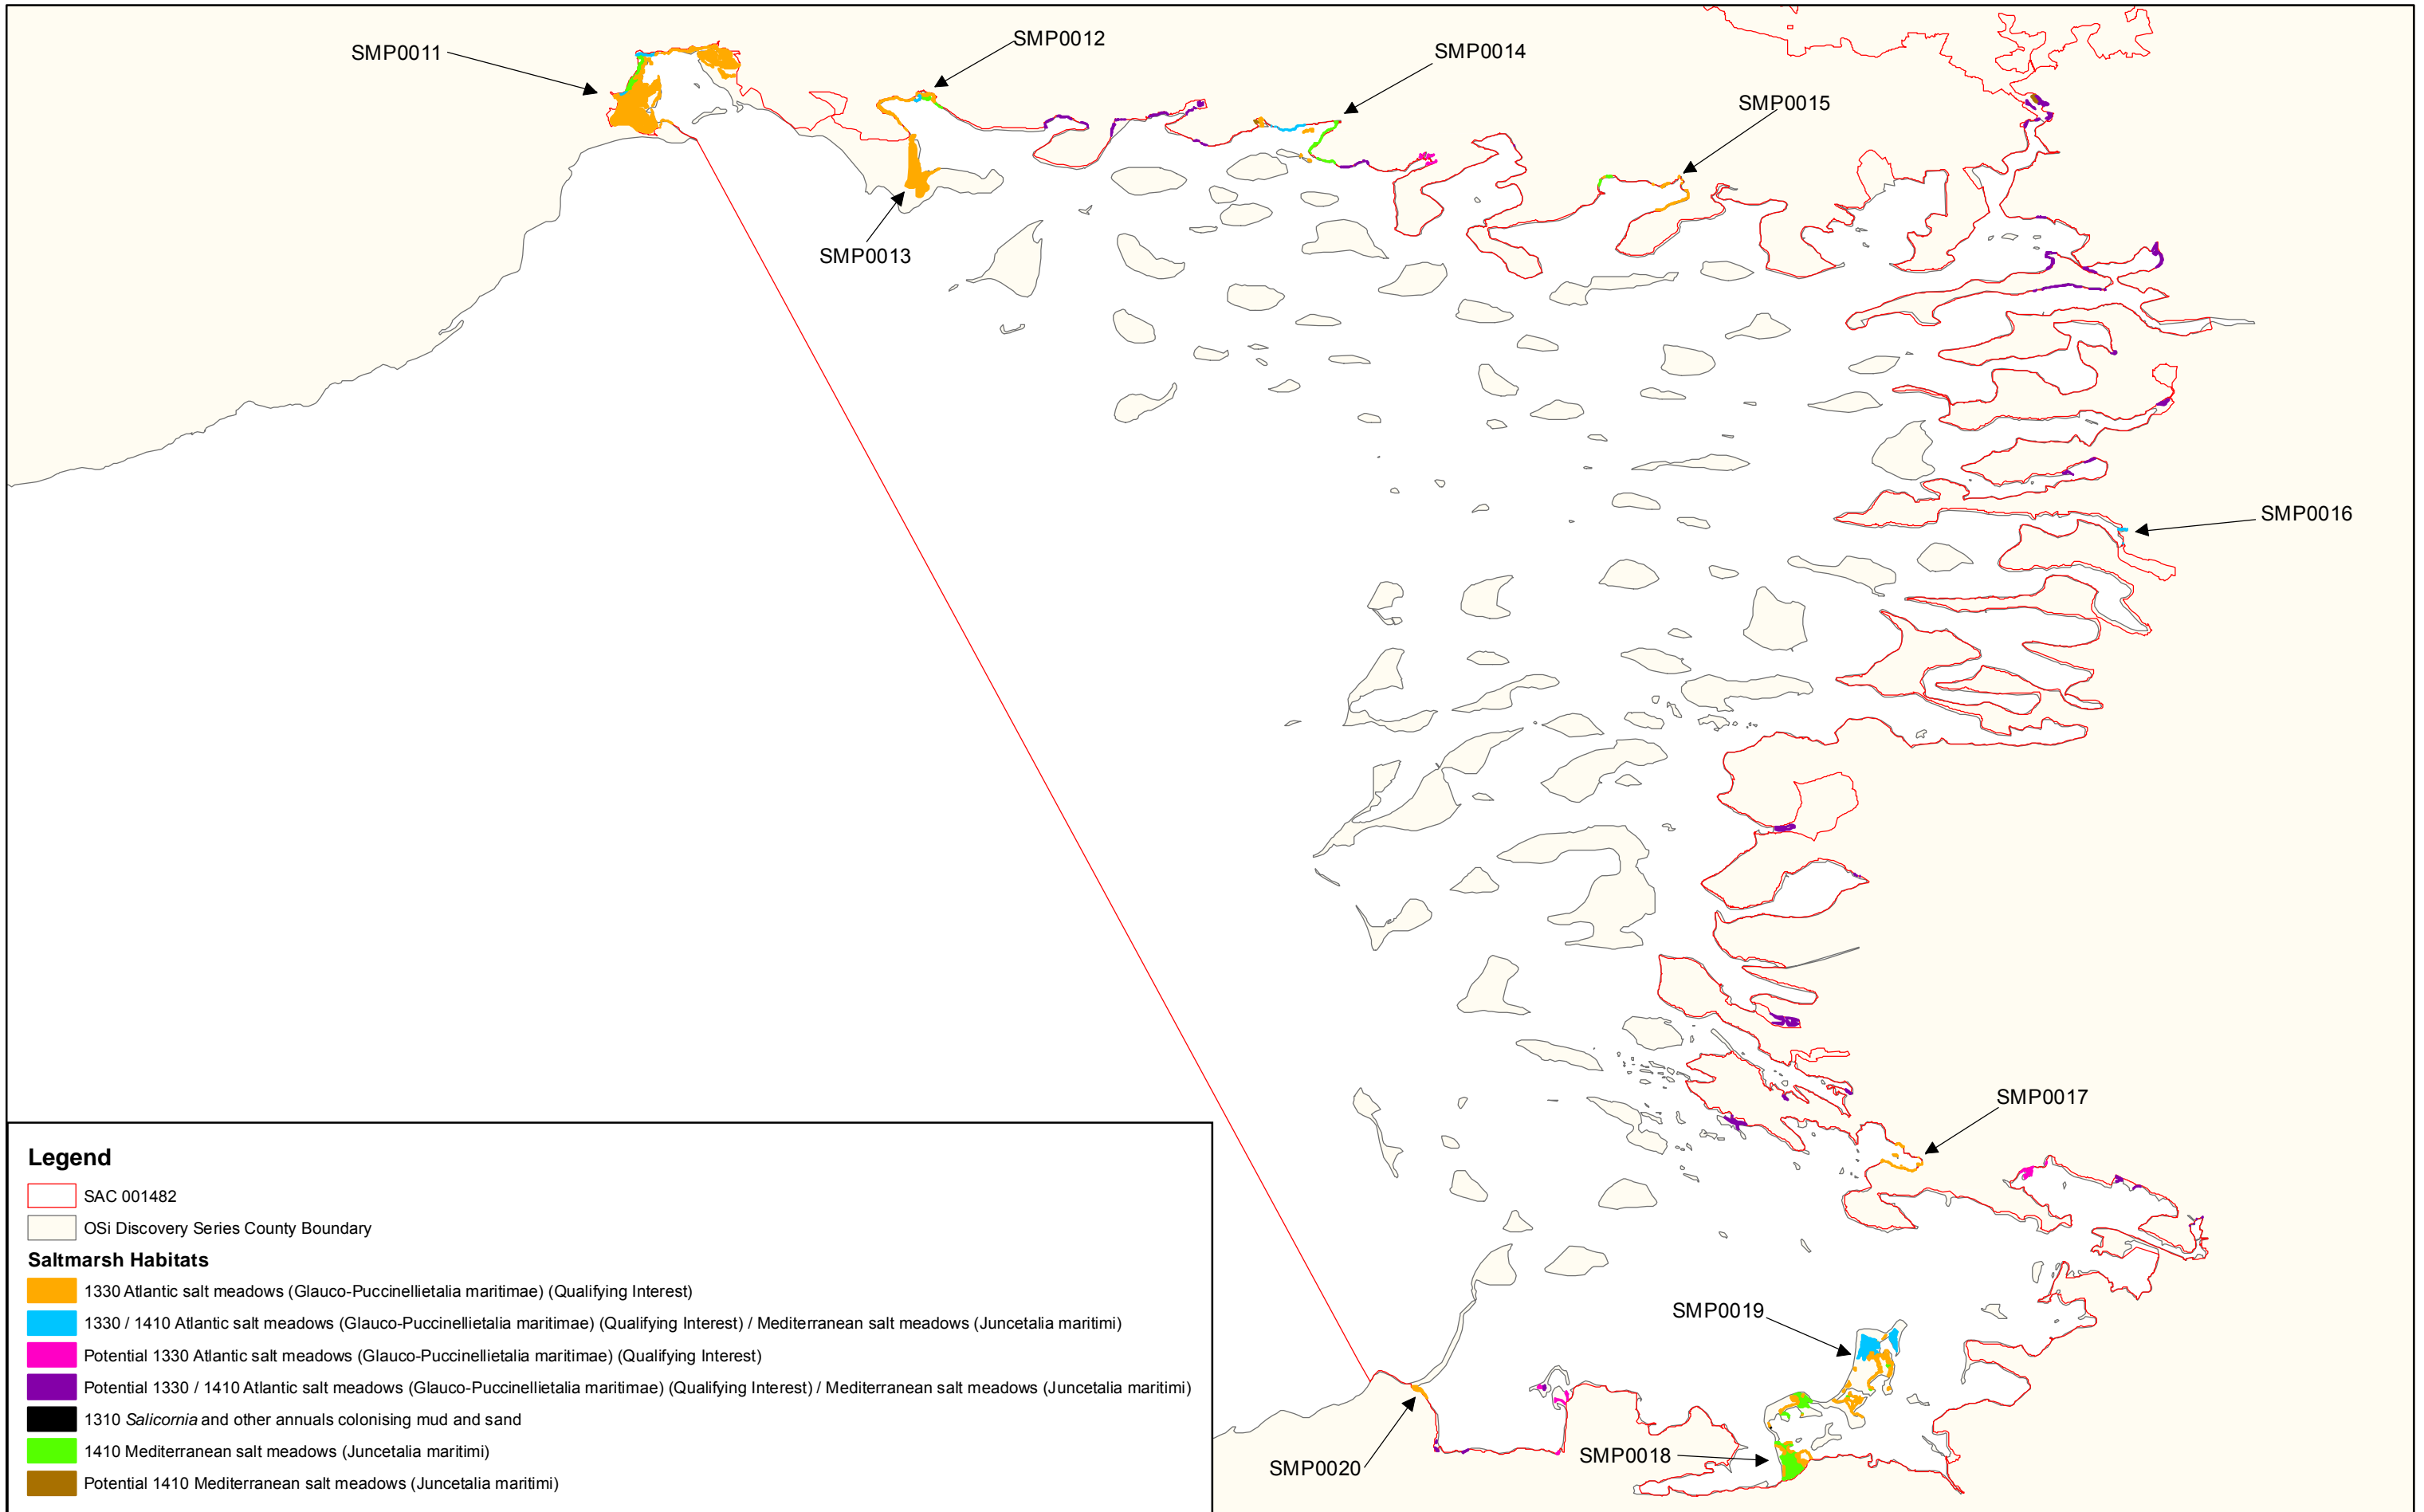 SMP0011
SMP0012
SMP0014
SMP0015
SMP0013
SMP0016
SMP0017
SMP0019
SMP0018
SMP0020
Legend
SAC 001482
OSi Discovery Series County Boundary
Saltmarsh Habitats
1330 Atlantic salt meadows (Glauco-Puccinellietalia maritimae) (Qualifying Interest)
1330 / 1410 Atlantic salt meadows (Glauco-Puccinellietalia maritimae) (Qualifying Interest) / Mediterranean salt meadows (Juncetalia maritimi)
Potential 1330 Atlantic salt meadows (Glauco-Puccinellietalia maritimae) (Qualifying Interest)
Potential 1330 / 1410 Atlantic salt meadows (Glauco-Puccinellietalia maritimae) (Qualifying Interest) / Mediterranean salt meadows (Juncetalia maritimi)
1310 Salicornia and other annuals colonising mud and sand
1410 Mediterranean salt meadows (Juncetalia maritimi)
Potential 1410 Mediterranean salt meadows (Juncetalia maritimi)